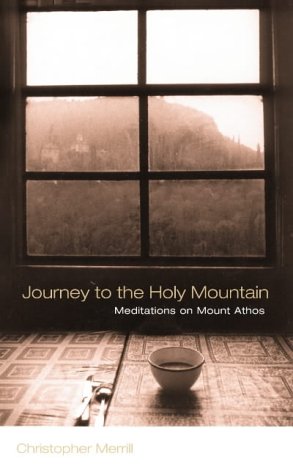 Journey to the Holy Mountain
Meditations on Mount Athos
Christopher Merrill